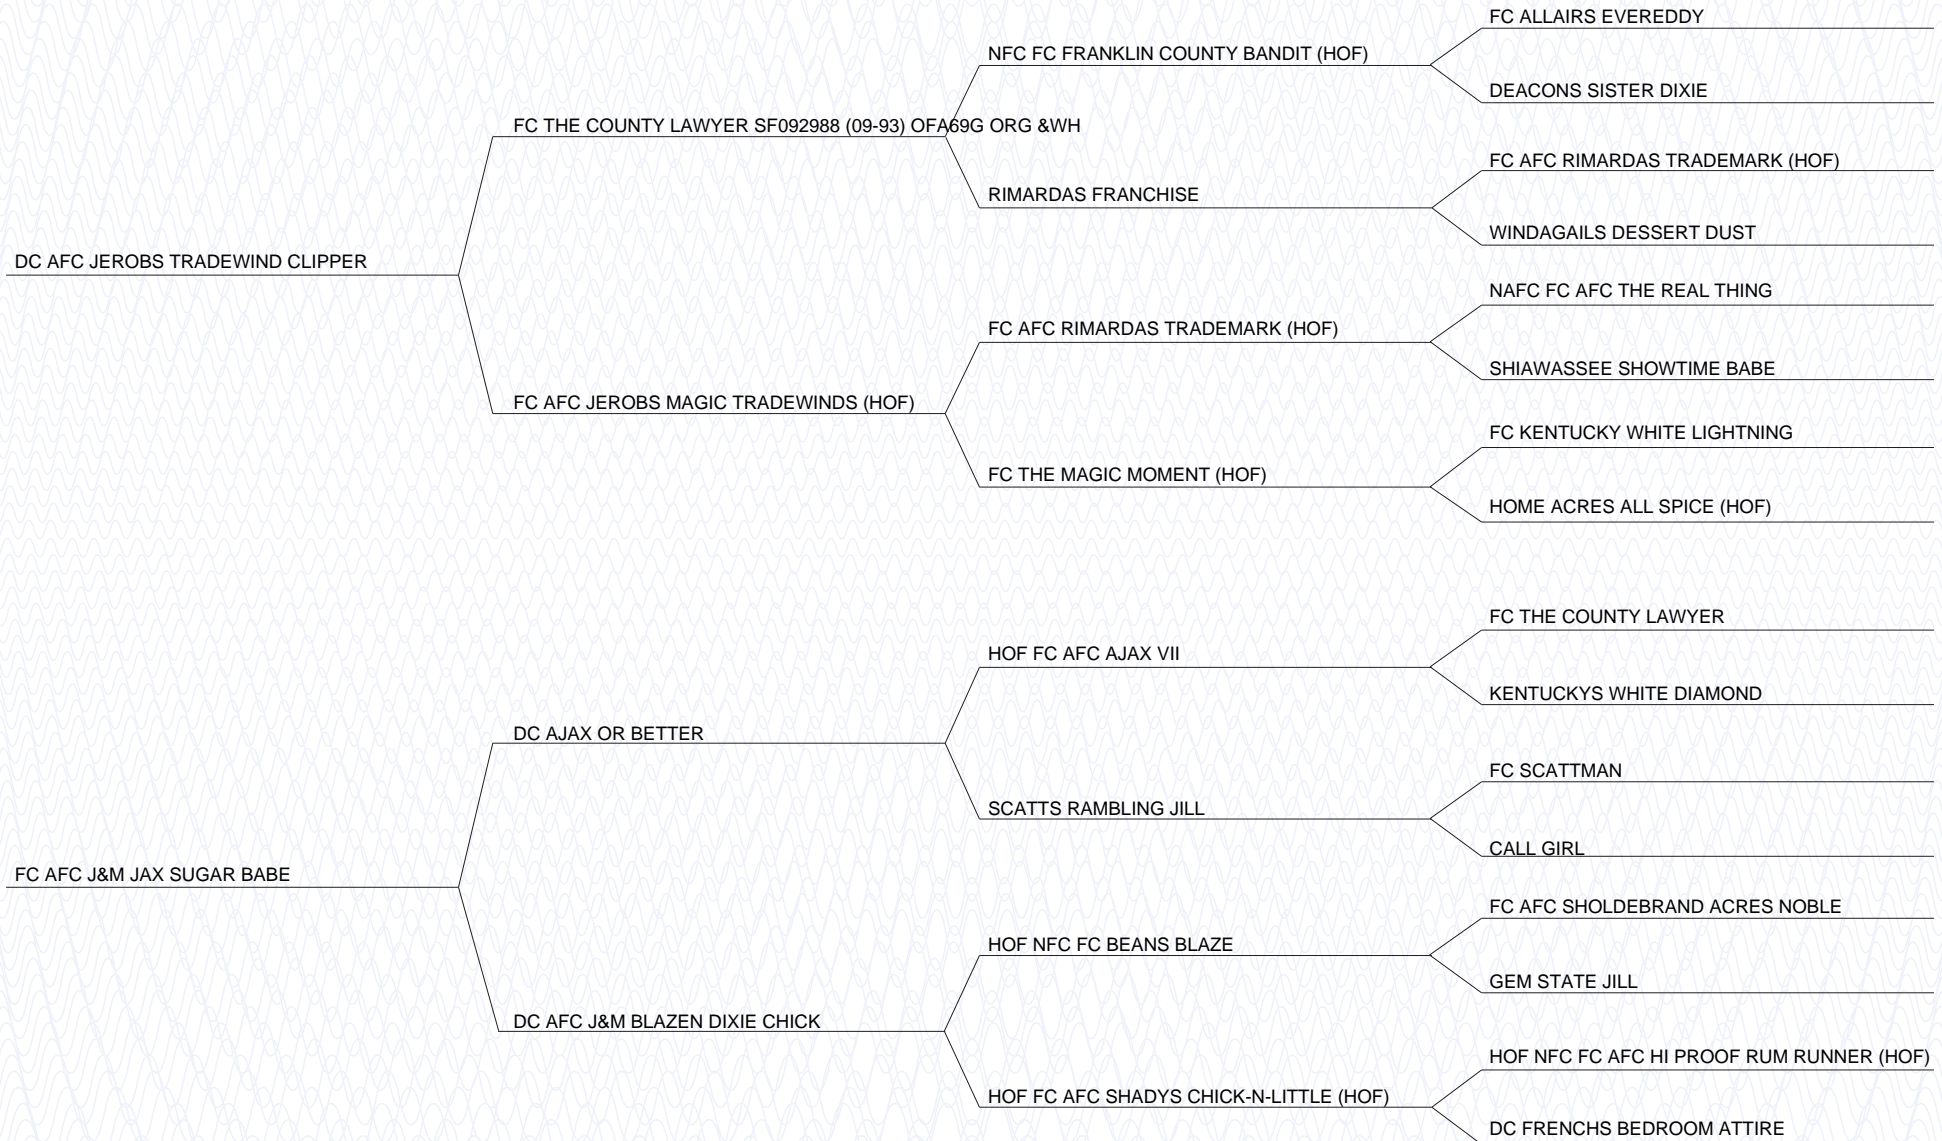 FC ALLAIRS EVEREDDY
NFC FC FRANKLIN COUNTY BANDIT (HOF)
DEACONS SISTER DIXIE
FC THE COUNTY LAWYER SF092988 (09-93) OFA69G ORG &WH
FC AFC RIMARDAS TRADEMARK (HOF)
RIMARDAS FRANCHISE
WINDAGAILS DESSERT DUST
DC AFC JEROBS TRADEWIND CLIPPER
NAFC FC AFC THE REAL THING
FC AFC RIMARDAS TRADEMARK (HOF)
SHIAWASSEE SHOWTIME BABE
FC AFC JEROBS MAGIC TRADEWINDS (HOF)
FC KENTUCKY WHITE LIGHTNING
FC THE MAGIC MOMENT (HOF)
HOME ACRES ALL SPICE (HOF)
FC THE COUNTY LAWYER
HOF FC AFC AJAX VII
KENTUCKYS WHITE DIAMOND
DC AJAX OR BETTER
FC SCATTMAN
SCATTS RAMBLING JILL
CALL GIRL
FC AFC J&M JAX SUGAR BABE
FC AFC SHOLDEBRAND ACRES NOBLE
HOF NFC FC BEANS BLAZE
GEM STATE JILL
DC AFC J&M BLAZEN DIXIE CHICK
HOF NFC FC AFC HI PROOF RUM RUNNER (HOF)
HOF FC AFC SHADYS CHICK-N-LITTLE (HOF)
DC FRENCHS BEDROOM ATTIRE